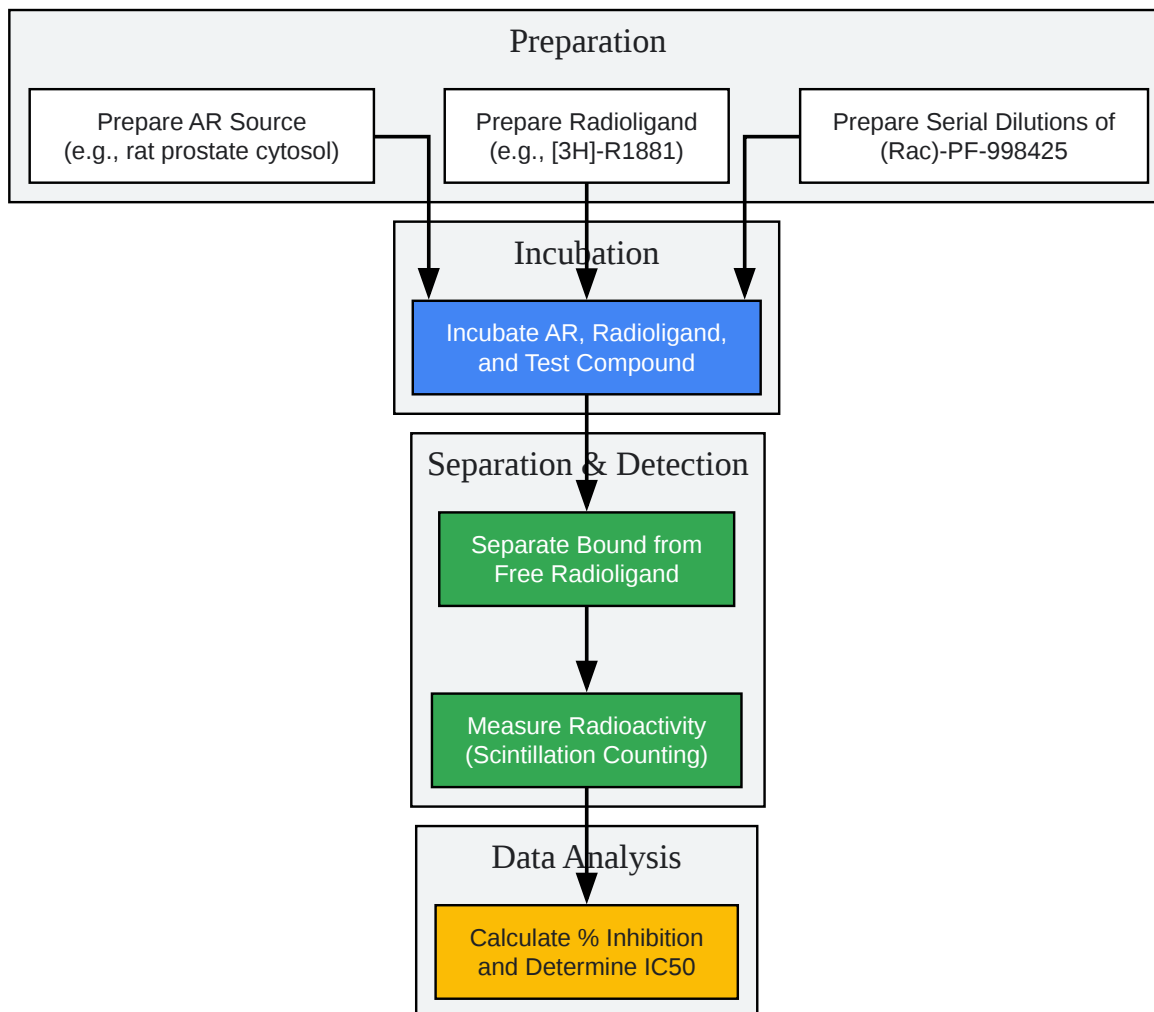 Preparation
Prepare AR Source
(e.g., rat prostate cytosol)
Prepare Radioligand
(e.g., [3H]-R1881)
Prepare Serial Dilutions of
(Rac)-PF-998425
Incubation
Incubate AR, Radioligand,
and Test Compound
Separation & Detection
Separate Bound from
Free Radioligand
Measure Radioactivity
(Scintillation Counting)
Data Analysis
Calculate % Inhibition
and Determine IC50